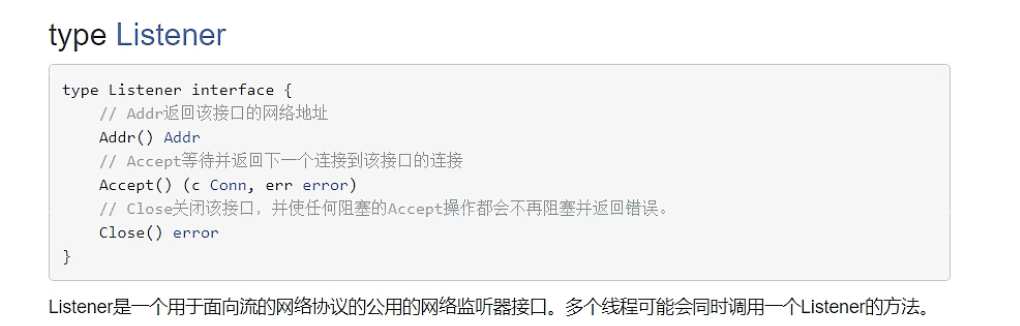 type Listener
type Listener interface {
// Addr返回该接口的网络地址
Addr() Addr
// Accept等待并返回下一个连接到该接口的连接
Accept() (c Conn, err error)
// Close关闭该接口，并使任何阻塞的Accept操作都会不再阻塞并返回错误。
Close() error
}
Listener是一个用于面向流的网络协议的公用的网络监听器接口。多个线程可能会同时调用一个Listener的方法。